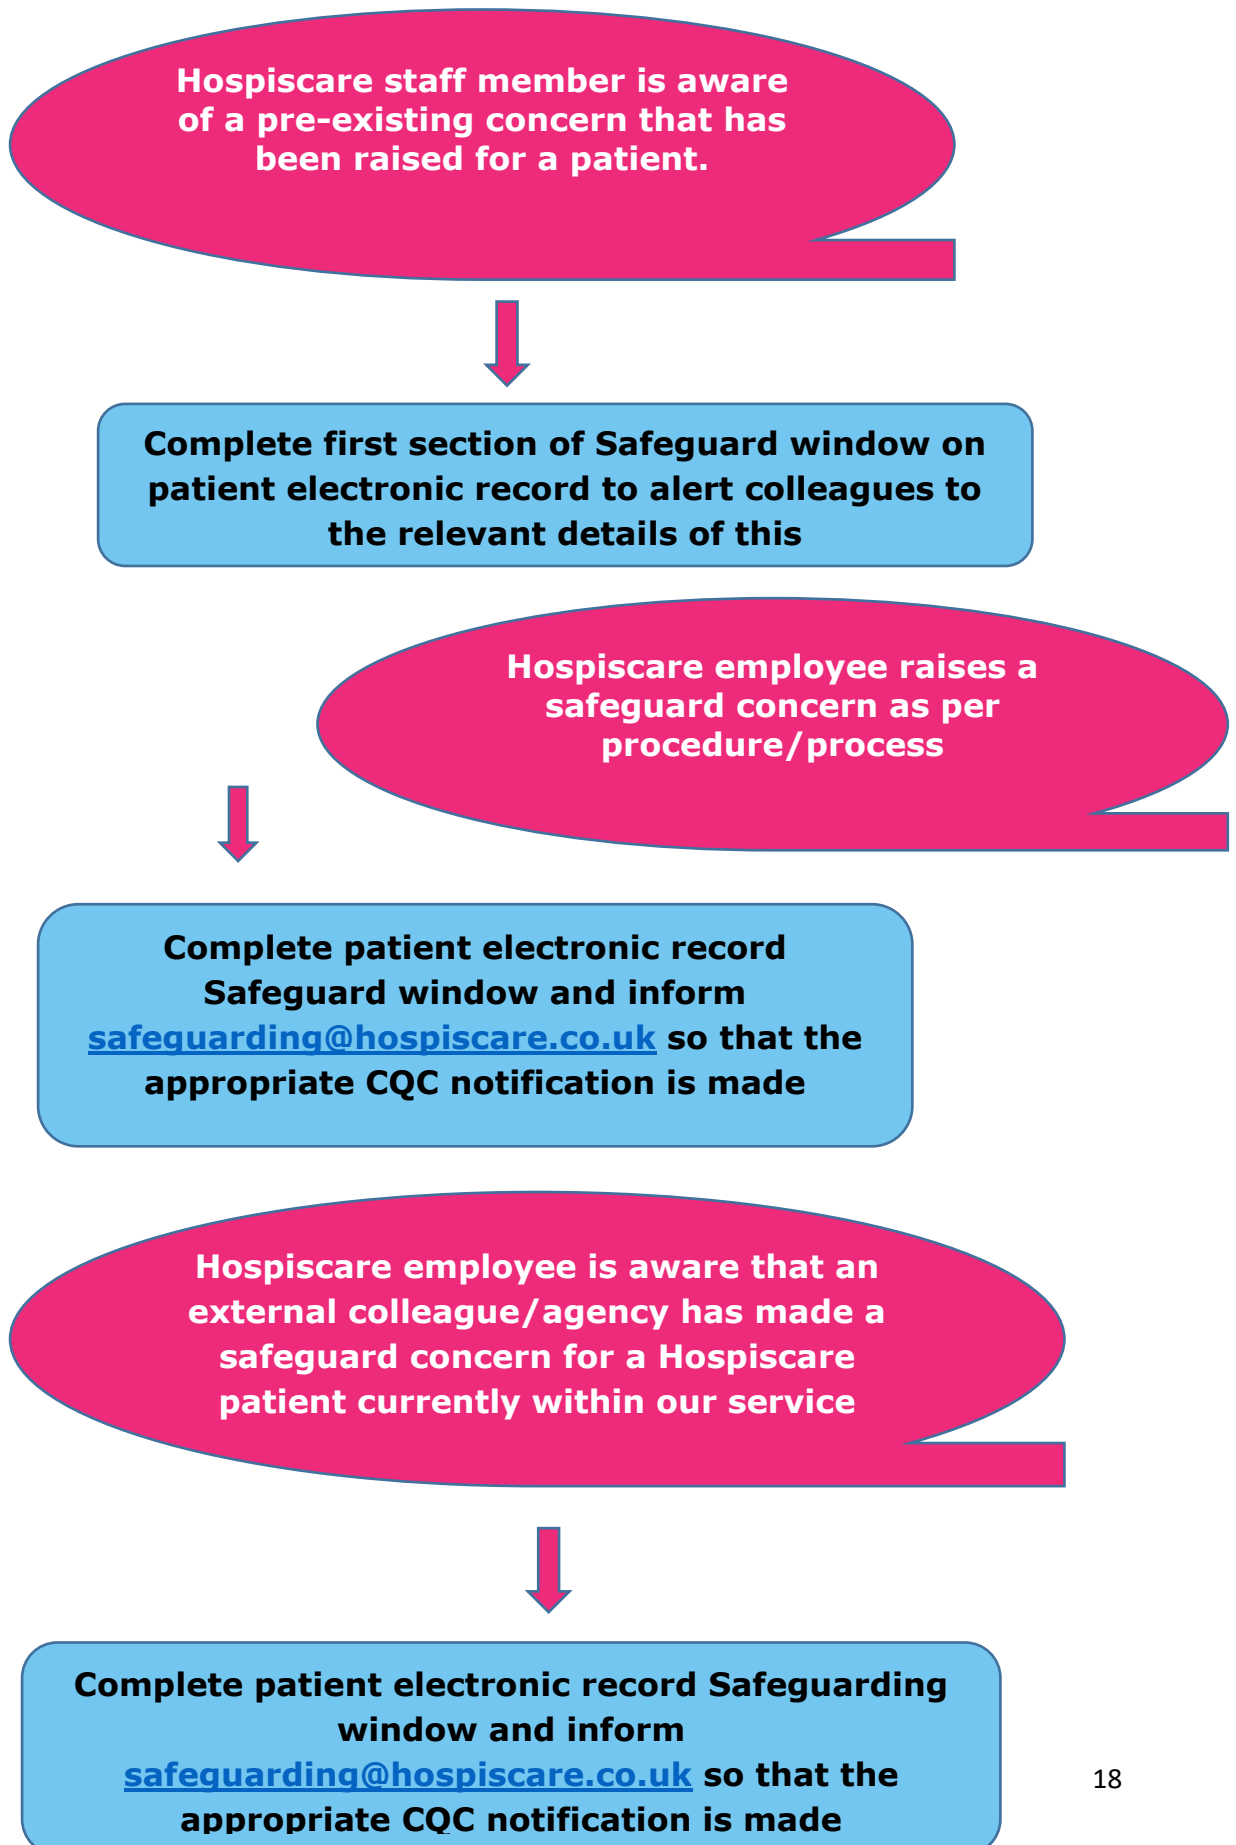 Hospiscare staff member is aware
of a pre-existing concern that has
been raised for a patient.
Complete first section of Safeguard window on
patient electronic record to alert colleagues to
the relevant details of this
Hospiscare employee raises a
safeguard concern as per
procedure/process
Complete patient electronic record
Safeguard window and inform
safeguarding@hospiscare.co.uk so that the
appropriate CQC notification is made
Hospiscare employee is aware that an
external colleague/agency has made a
safeguard concern for a Hospiscare
patient currently within our service
Complete patient electronic record Safeguarding
window and inform
safeguarding@hospiscare.co.uk so that the
appropriate CQC notification is made
18